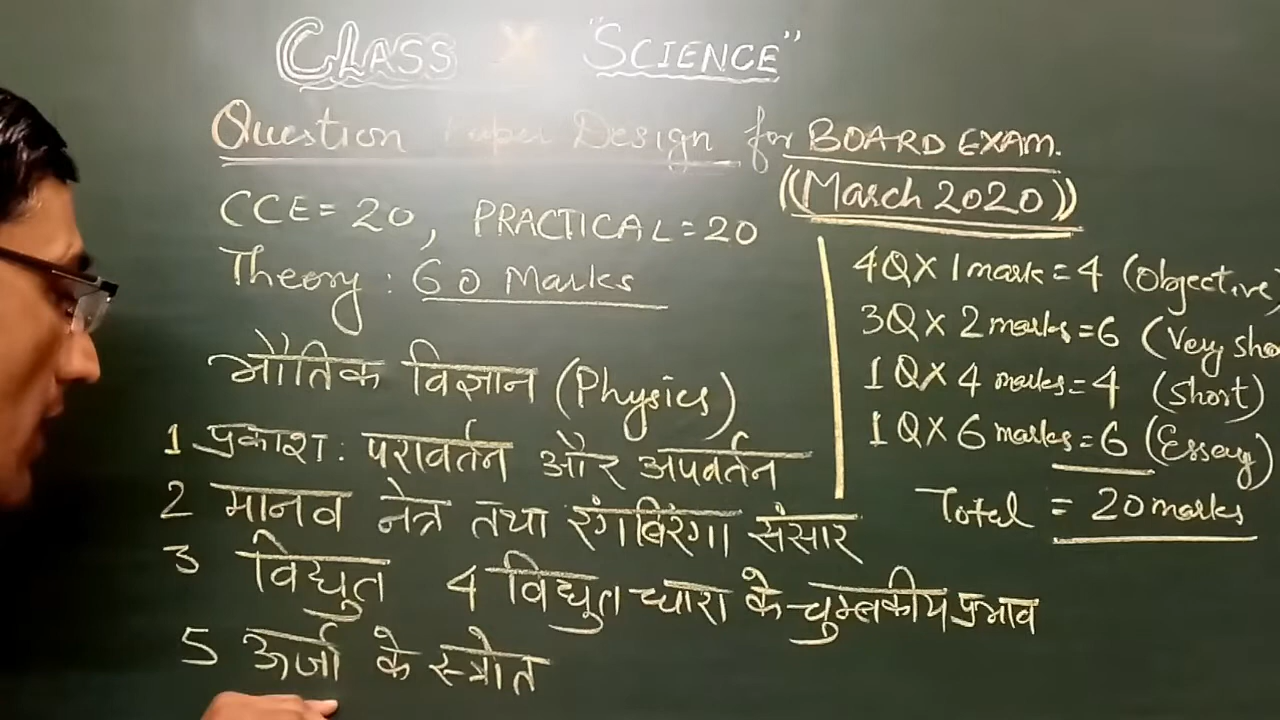 CLASS X "SCIENCE"
Question Paper Design for BOARD EXAM.
((March 2020))
CCE = 20, PRACTICAL = 20
Theory : 60 Marks
भौतिक विज्ञान (Physics)
1 प्रकाश : परावर्तन और अपवर्तन
2 मानव नेत्र तथा रंगबिरंगा संसार
3 विद्युत 4 विद्युत धारा के चुम्बकीय प्रभाव
5 ऊर्जा के स्त्रोत
4Q X 1 mark = 4 (Objective)
3Q X 2 marks = 6 (Very sho
1Q X 4 marks = 4 (short)
1Q X 6 marks = 6 (Essay)
Total = 20 marks